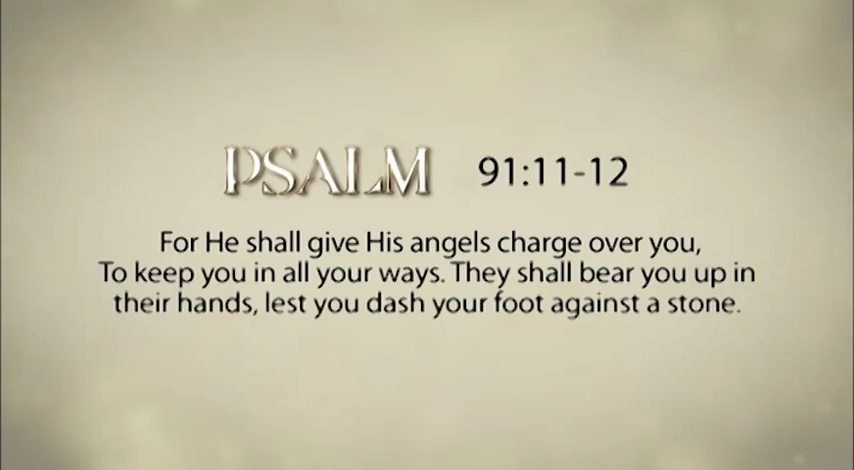 PSALM 91:11-12
For He shall give His angels charge over you,
To keep you in all your ways. They shall bear you up in
their hands, lest you dash your foot against a stone.